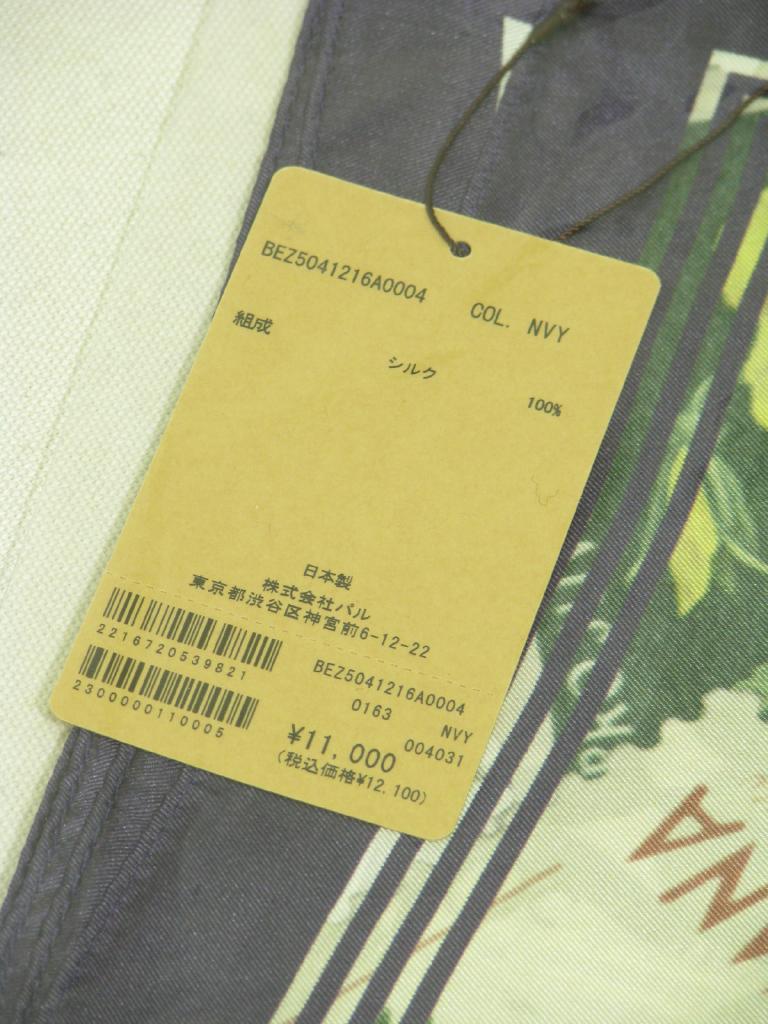 BEZ5041216A0004 COL. NVY
組成
シルク
100%
日本製
株式会社パル
東京都渋谷区神宮前6-12-22
2216720539821
2300000110005
BEZ5041216A0004
0163 NVY
004031
¥11,000
(税込価格¥12,100)
NA